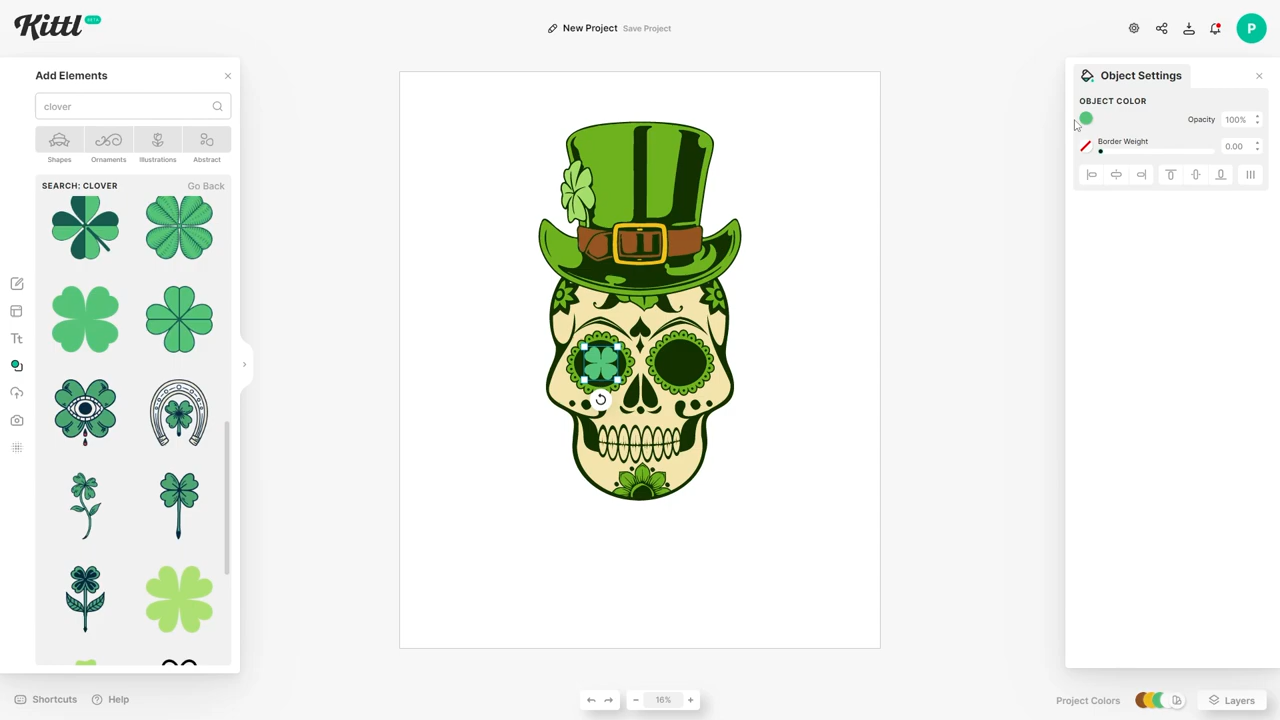 Kittl BETA
New Project Save Project
P
Add Elements
clover
Shapes Ornaments Illustrations Abstract
SEARCH: CLOVER Go Back
Tt
Object Settings
OBJECT COLOR
Opacity 100%
Border Weight 0.00
Shortcuts Help
16%
Project Colors Layers